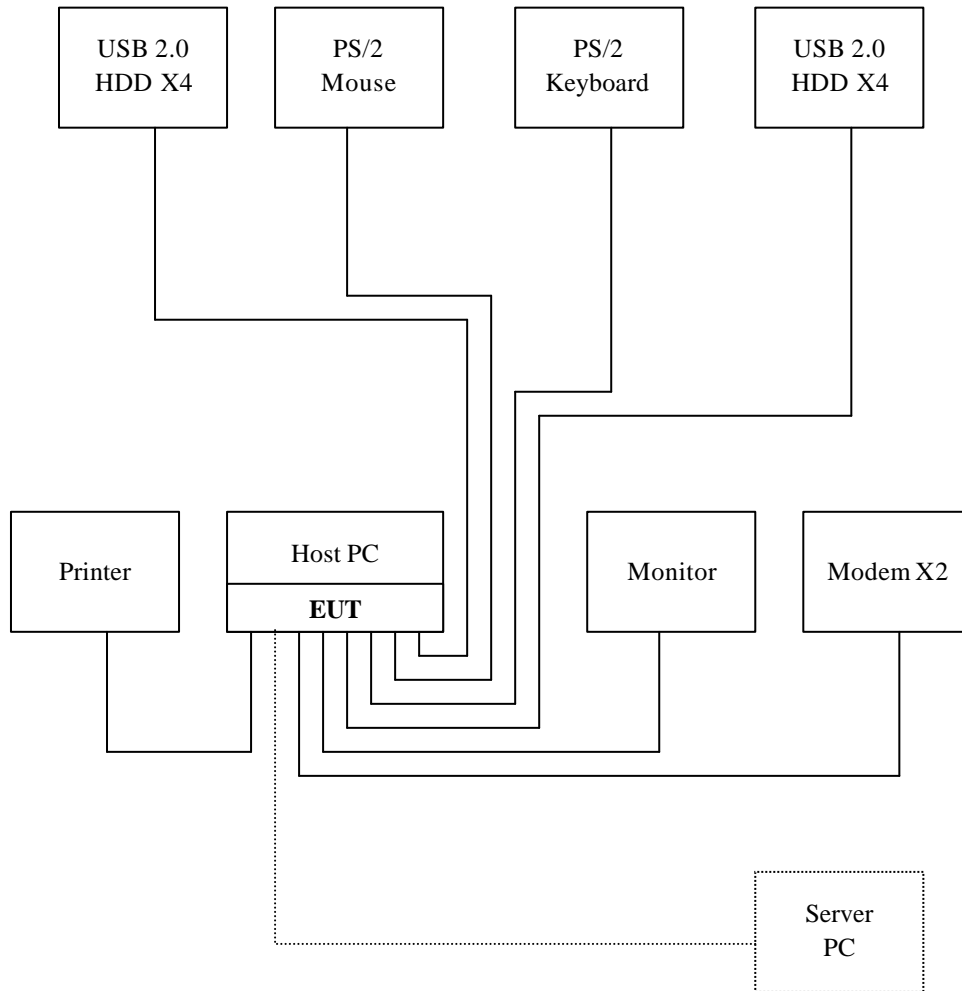 USB 2.0
HDD X4
PS/2
Mouse
PS/2
Keyboard
USB 2.0
HDD X4
Printer
Host PC
EUT
Monitor
Modem X2
Server
PC